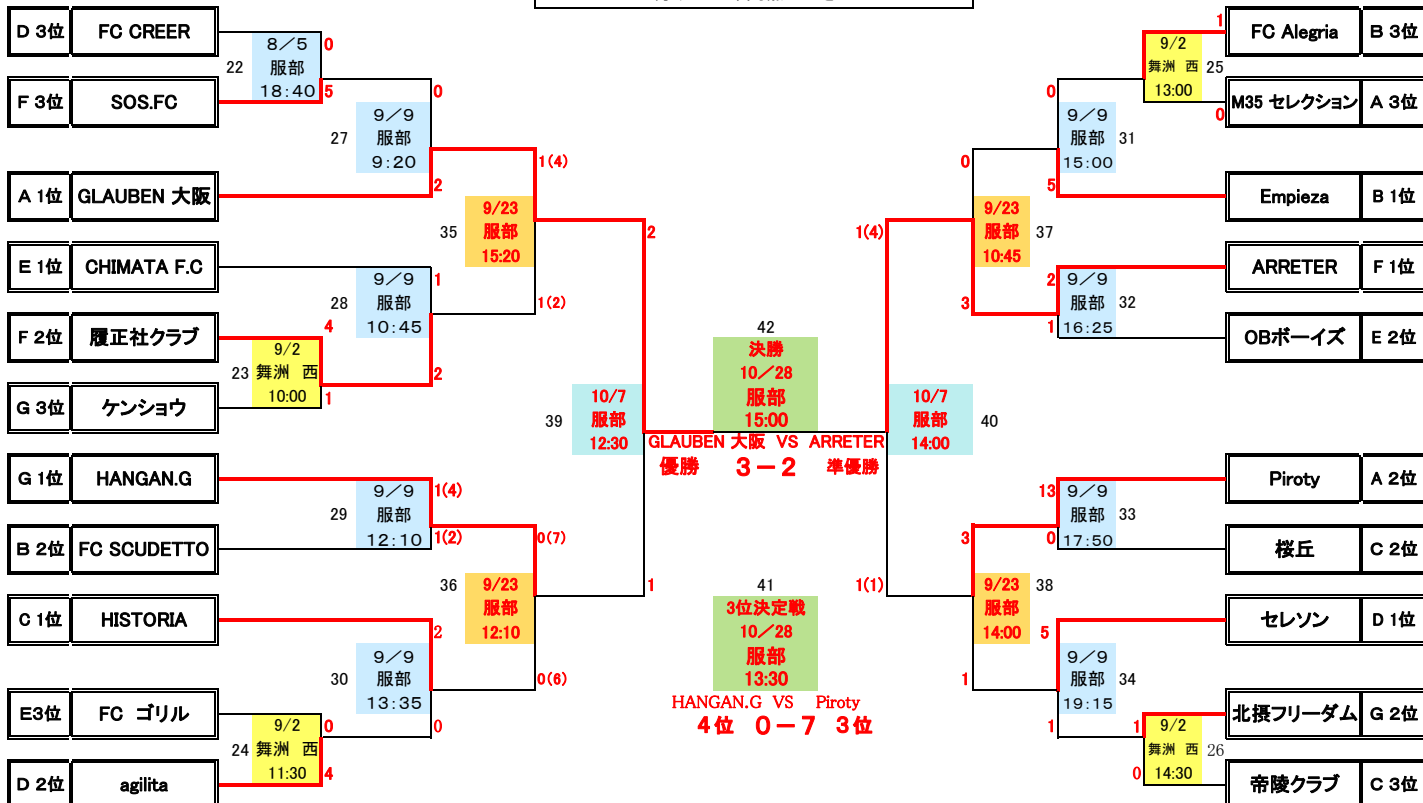 D 3位 FC CREER
F 3位 SOS.FC
22
8／5
服部
18:40
0
5
27
9／9
服部
9:20
0
2
A 1位 GLAUBEN 大阪
E 1位 CHIMATA F.C
F 2位 履正社クラブ
G 3位 ケンショウ
23
9/2
舞洲 西
10:00
4
1
28
9／9
服部
10:45
1
2
35
9/23
服部
15:20
1(4)
1(2)
G 1位 HANGAN.G
B 2位 FC SCUDETTO
29
9／9
服部
12:10
1(4)
1(2)
C 1位 HISTORIA
E3位 FC ゴリル
D 2位 agilita
24
9/2
舞洲 西
11:30
0
4
30
9／9
服部
13:35
2
0
36
9/23
服部
12:10
0(7)
0(6)
39
10/7
服部
12:30
2
1
42
決勝
10／28
服部
15:00
GLAUBEN 大阪 VS ARRETER
優勝 3－2 準優勝
41
3位決定戦
10／28
服部
13:30
HANGAN.G VS Piroty
4位 0－7 3位
40
10/7
服部
14:00
1(4)
1(1)
37
9/23
服部
10:45
0
3
38
9/23
服部
14:00
3
1
31
9／9
服部
15:00
0
5
32
9／9
服部
16:25
2
1
33
9／9
服部
17:50
13
0
34
9／9
服部
19:15
5
1
25
9/2
舞洲 西
13:00
1
0
26
9/2
舞洲 西
14:30
1
0
FC Alegria B 3位
M35 セレクション A 3位
Empieza B 1位
ARRETER F 1位
OBボーイズ E 2位
Piroty A 2位
桜丘 C 2位
セレソン D 1位
北摂フリーダム G 2位
帝陵クラブ C 3位